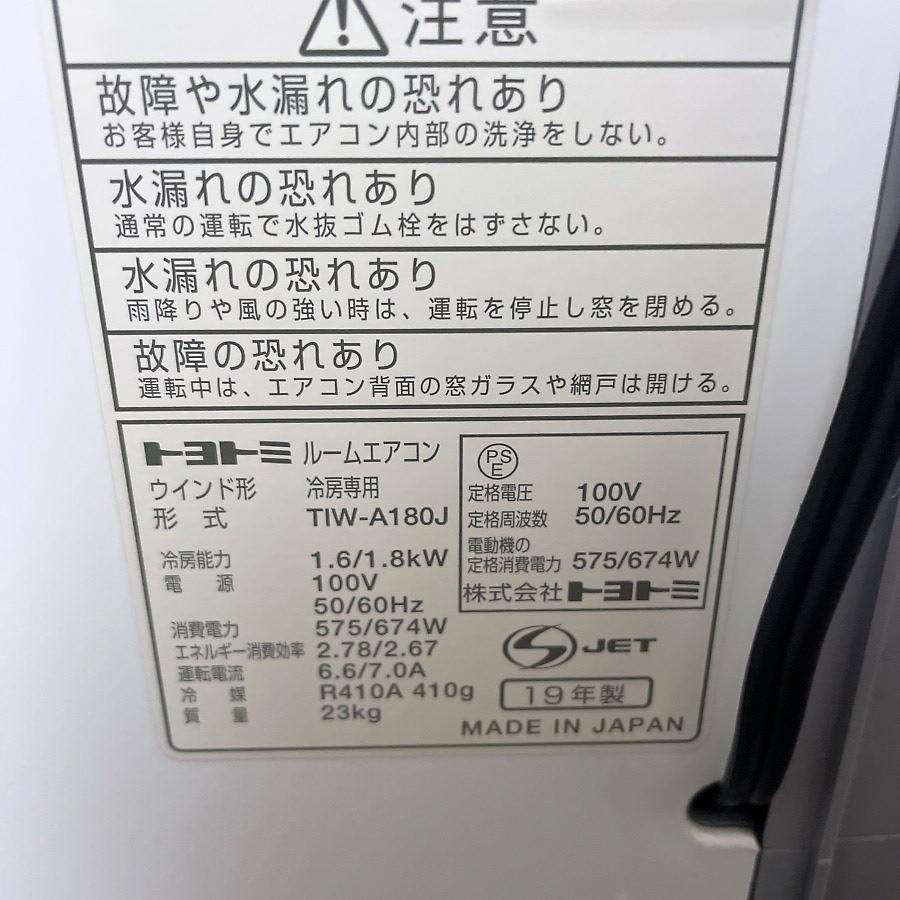 注意
故障や水漏れの恐れあり
お客様自身でエアコン内部の洗浄をしない。
水漏れの恐れあり
通常の運転で水抜ゴム栓をはずさない。
水漏れの恐れあり
雨降りや風の強い時は、運転を停止し窓を閉める。
故障の恐れあり
運転中は、エアコン背面の窓ガラスや網戸は開ける。
トヨトミ ルームエアコン
ウインド形 冷房専用
形 式 TIW-A180J
冷房能力 1.6/1.8kW
電 源 100V
50/60Hz
消費電力 575/674W
エネルギー消費効率 2.78/2.67
運転電流 6.6/7.0A
冷 媒 R410A 410g
質 量 23kg
PS
E
定格電圧 100V
定格周波数 50/60Hz
電動機の
定格消費電力 575/674W
株式会社トヨトミ
S JET
19年製
MADE IN JAPAN